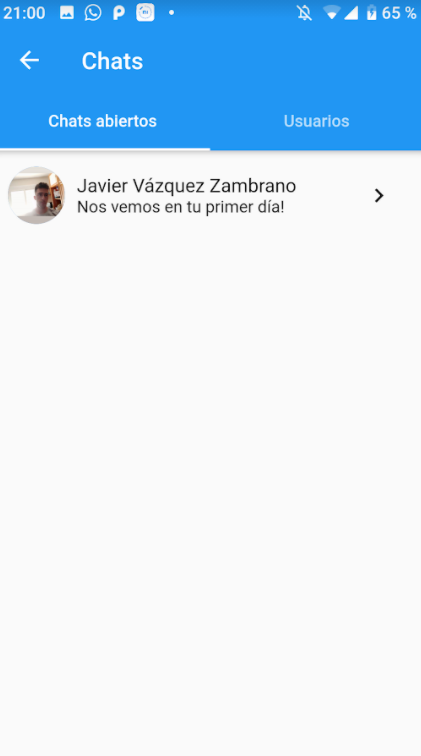 21:00 65 %
Chats
Chats abiertos Usuarios
Javier Vázquez Zambrano
Nos vemos en tu primer día!